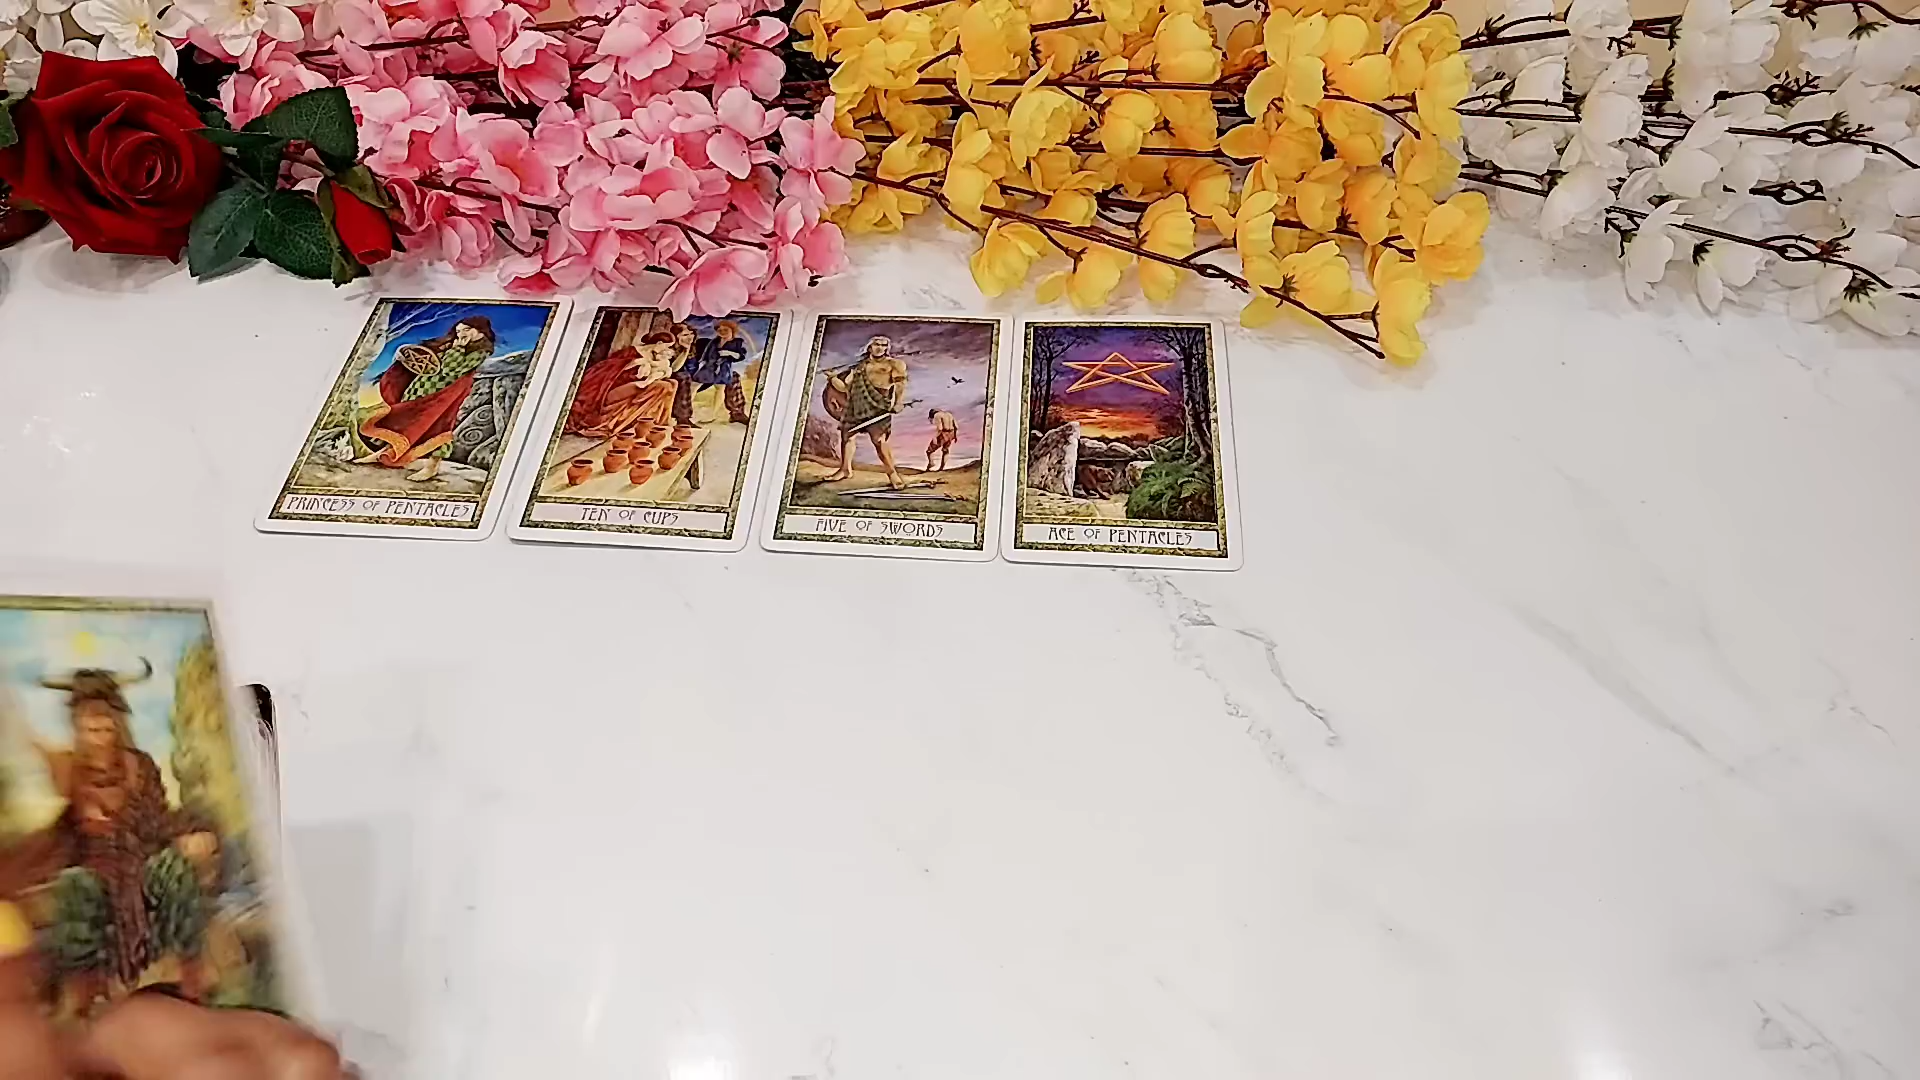 PRINCESS OF PENTACLES
TEN OF CUPS
FIVE OF SWORDS
ACE OF PENTACLES